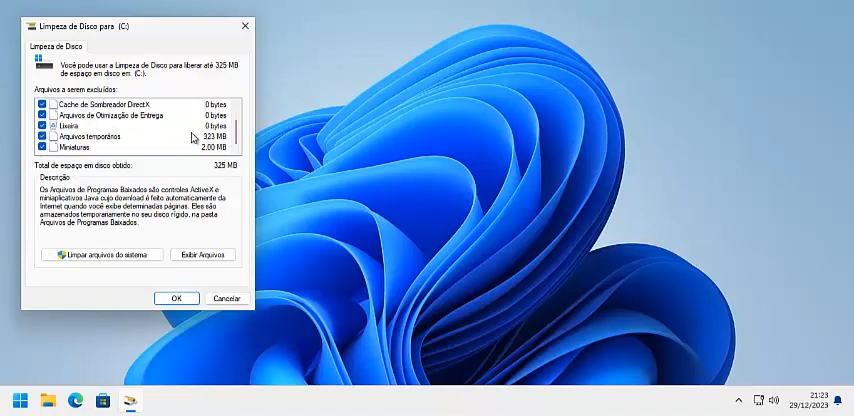 Limpeza de Disco para (C:)
Limpeza de Disco
Você pode usar a Limpeza de Disco para liberar até 325 MB
de espaço em disco em (C:).
Arquivos a serem excluídos:
Cache de Sombreador DirectX 0 bytes
Arquivos de Otimização de Entrega 0 bytes
Lixeira 0 bytes
Arquivos temporários 323 MB
Miniaturas 2,00 MB
Total de espaço em disco obtido: 325 MB
Descrição
Os Arquivos de Programas Baixados são controles ActiveX e
miniaplicativos Java cujo download é feito automaticamente da
Internet quando você exibe determinadas páginas. Eles são
armazenados temporariamente no seu disco rígido, na pasta
Arquivos de Programas Baixados.
Limpar arquivos do sistema
Exibir Arquivos
OK
Cancelar
21:23
29/12/2023